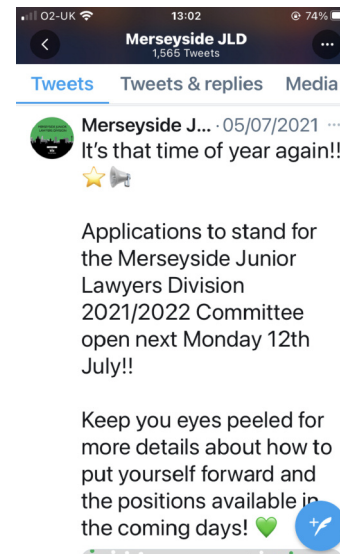 O2-UK 13:02 74%
Merseyside JLD
1,565 Tweets
Tweets Tweets & replies Media
Merseyside J... · 05/07/2021 ...
It's that time of year again!!
⭐📢
Applications to stand for
the Merseyside Junior
Lawyers Division
2021/2022 Committee
open next Monday 12th
July!!
Keep you eyes peeled for
more details about how to
put yourself forward and
the positions available in
the coming days! 💚